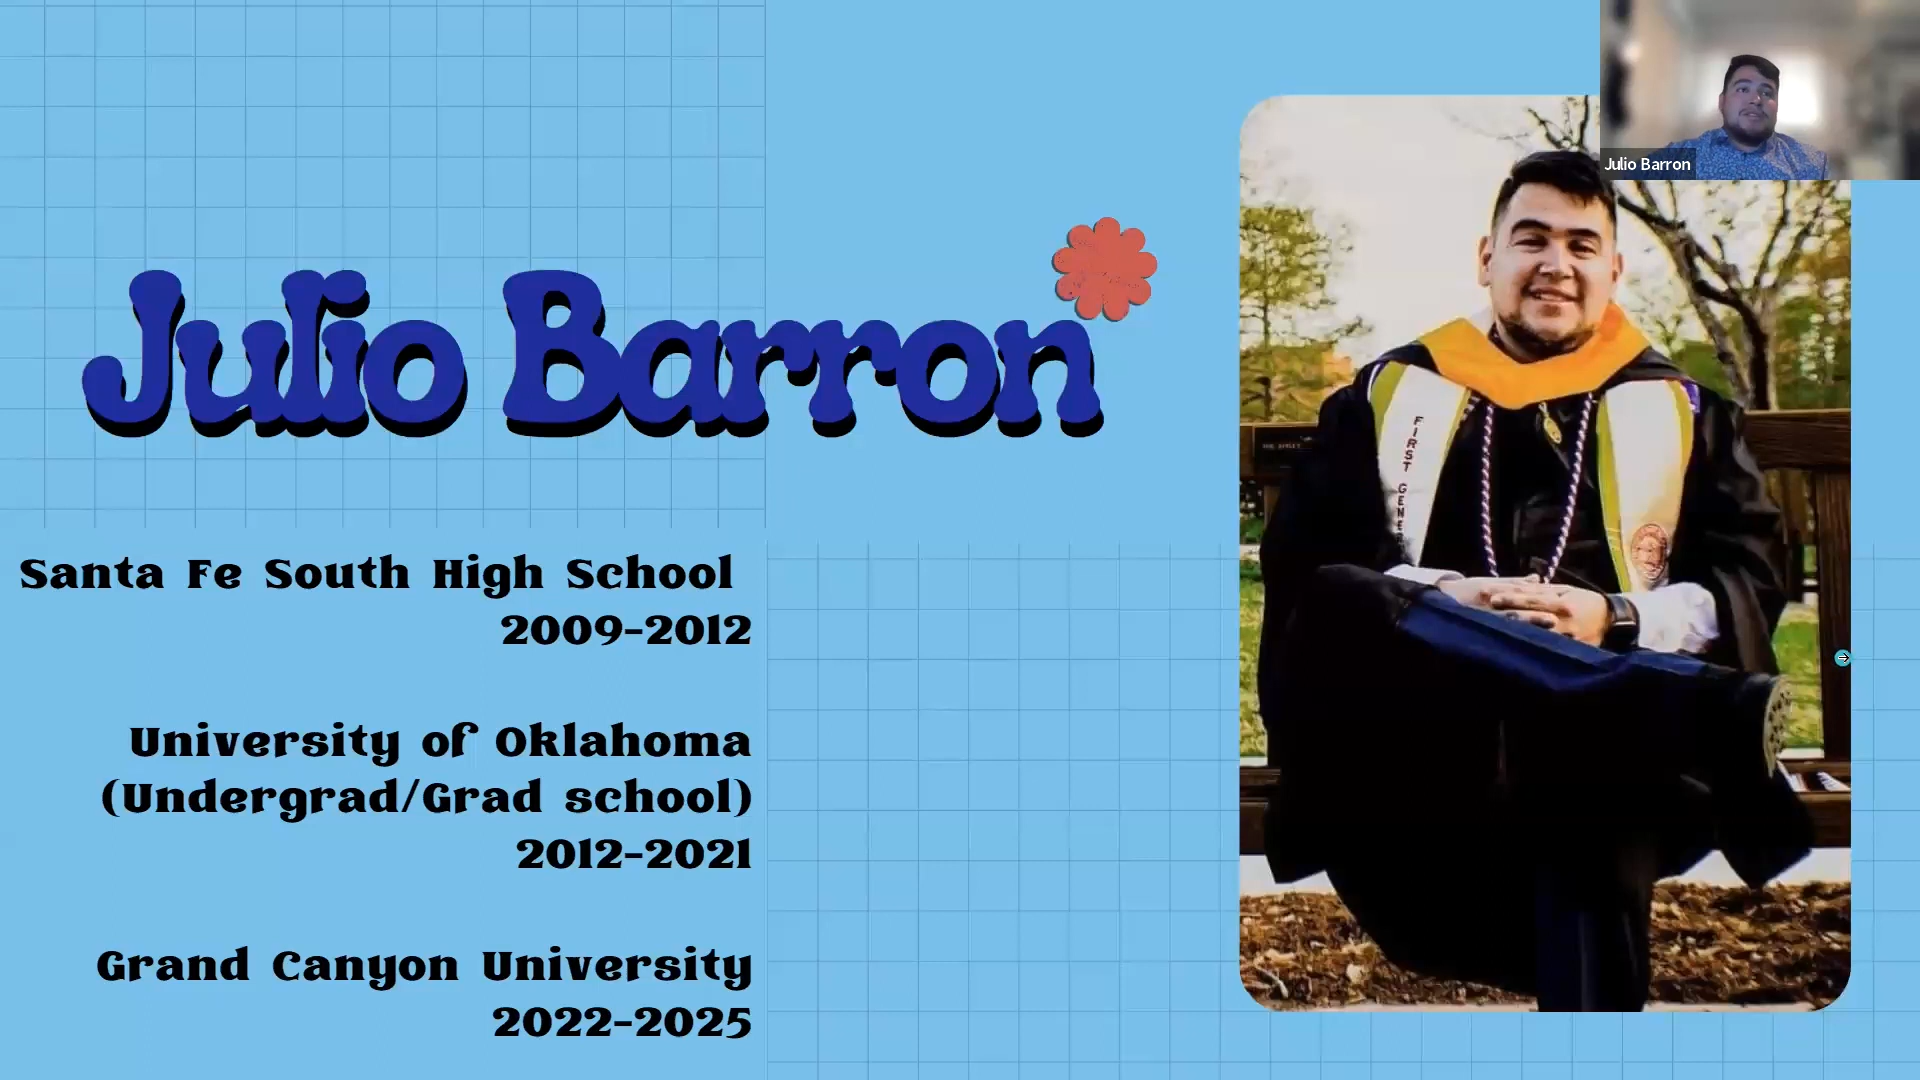 Julio Barron
Julio Barron
Santa Fe South High School
2009-2012
University of Oklahoma
(Undergrad/Grad school)
2012-2021
Grand Canyon University
2022-2025
FIRST GENER